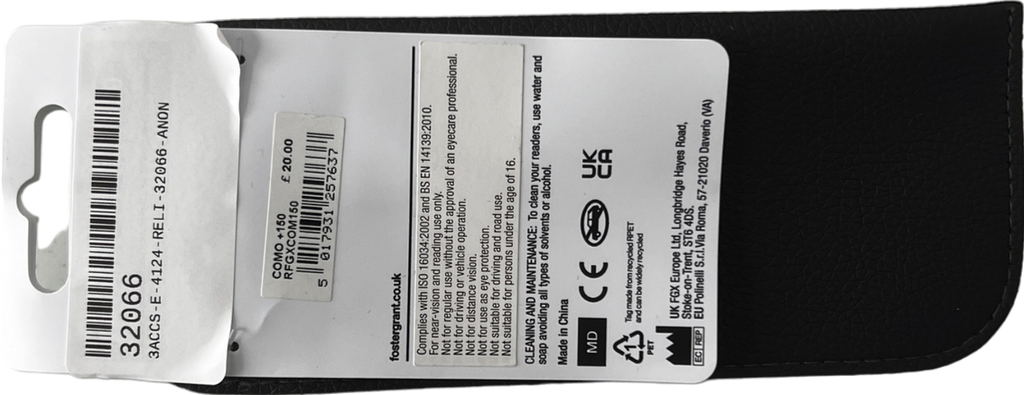 32066
3ACCS-E-4124-RELI-32066-ANON
£ 20.00
COMO +150
RFGXCOM150
5 017931 257637
fostergrant.co.uk
Complies with ISO 16034:2002 and BS EN 14139:2010.
For near-vision and reading use only.
Not for regular use without the approval of an eyecare professional.
Not for driving or vehicle operation.
Not for distance vision.
Not for use as eye protection.
Not suitable for driving and road use.
Not suitable for persons under the age of 16.
CLEANING AND MAINTENANCE: To clean your readers, use water and
soap avoiding all types of solvents or alcohol.
Made in China
MD CE UK
CA
PET
Tag made from recycled RPET
and can be widely recycled
UK FGX Europe Ltd, Longbridge Hayes Road,
Stoke-on-Trent, ST6 4DS.
EC REP
EU Polinelli S.r.l.Via Roma, 57-21020 Daverio (VA)